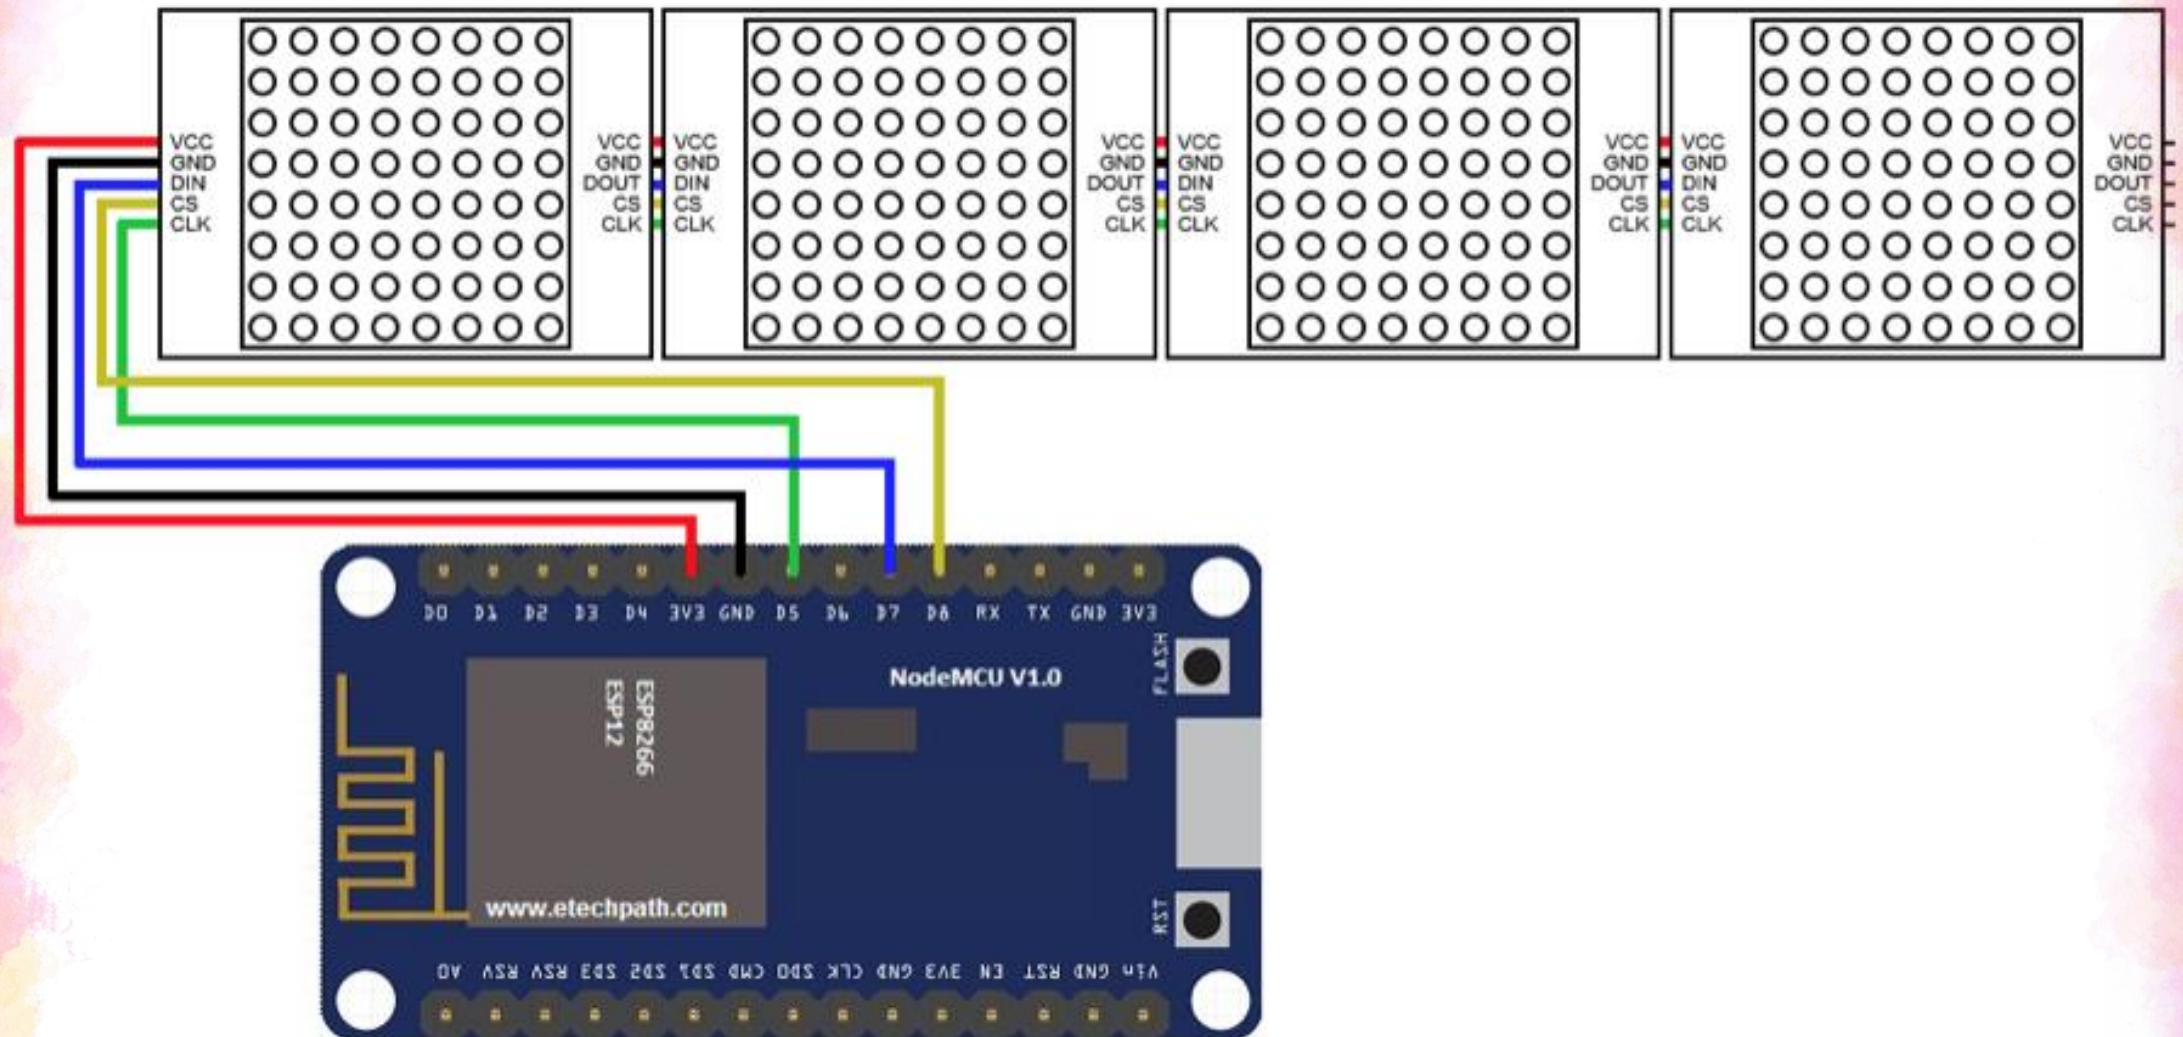 VCC VCC VCC VCC VCC VCC VCC VCC
GND GND GND GND GND GND GND GND
DIN DOUT DIN DOUT DIN DOUT DIN DOUT
CS CS CS CS CS CS CS CS
CLK CLK CLK CLK CLK CLK CLK CLK
D0 D1 D2 D3 D4 3V3 GND D5 D6 D7 D8 RX TX GND 3V3
FLASH
NodeMCU V1.0
ESP8266
ESP12
www.etechpath.com
RST
A0 RSV RSV SD3 SD2 SD1 CMD SD0 CLK GND 3V3 EN RST GND Vin